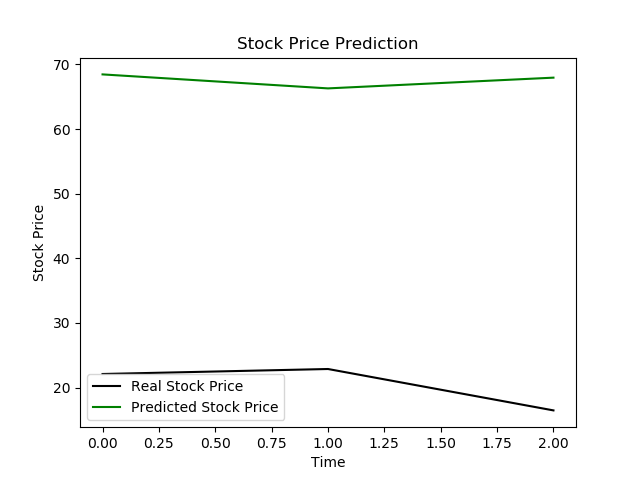 Stock Price Prediction
70
60
50
40
30
20
Stock Price
Real Stock Price
Predicted Stock Price
0.00 0.25 0.50 0.75 1.00 1.25 1.50 1.75 2.00
Time